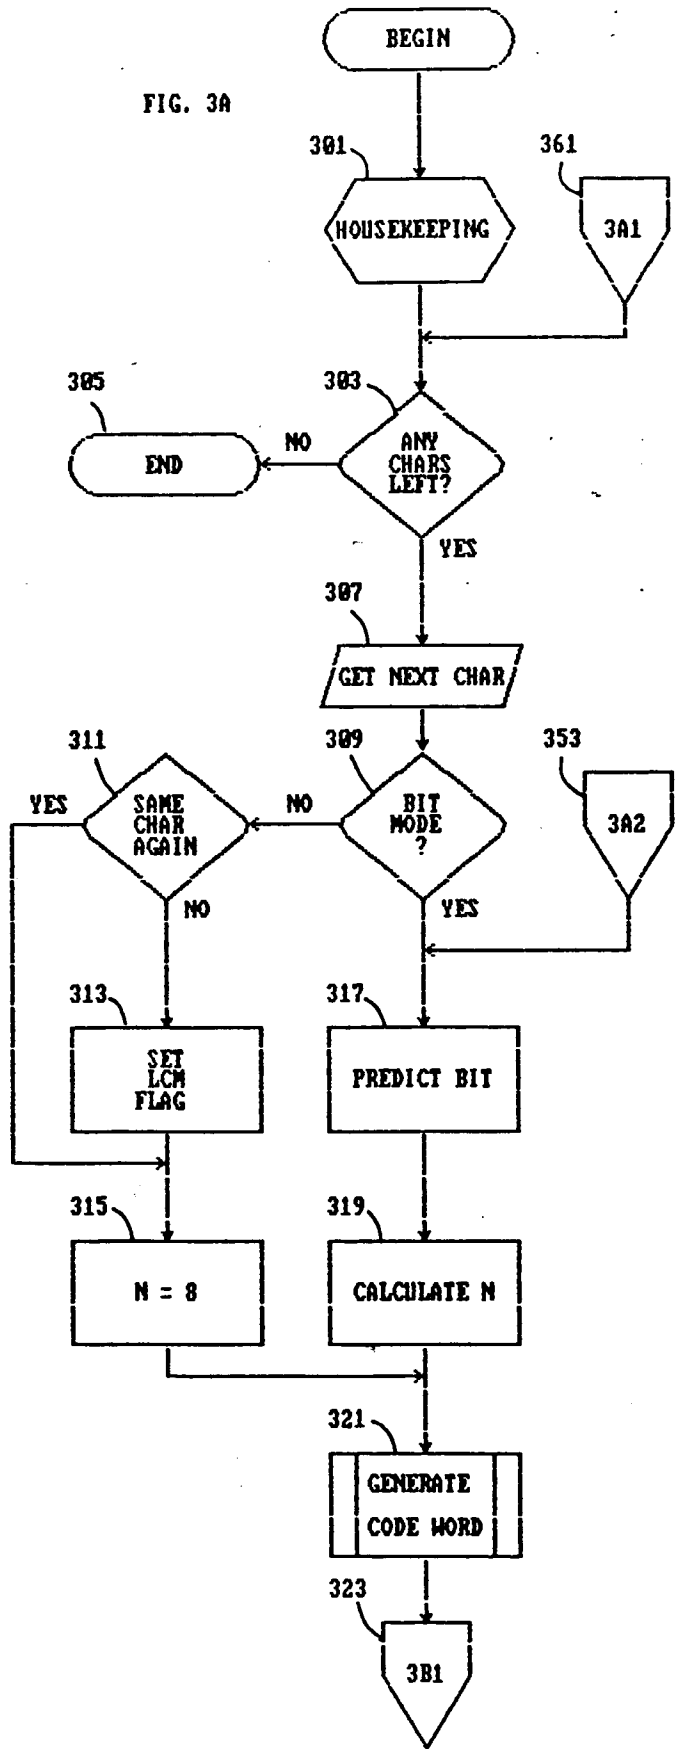 BEGIN
FIG. 3A
301
361
HOUSEKEEPING
3A1
305
303
END
NO
ANY
CHARS
LEFT?
YES
307
GET NEXT CHAR
311
309
353
YES
SAME
CHAR
AGAIN
NO
BIT
MODE
?
3A2
NO
YES
313
317
SET
LCM
FLAG
PREDICT BIT
315
319
N = 8
CALCULATE N
321
GENERATE
CODE WORD
323
3B1